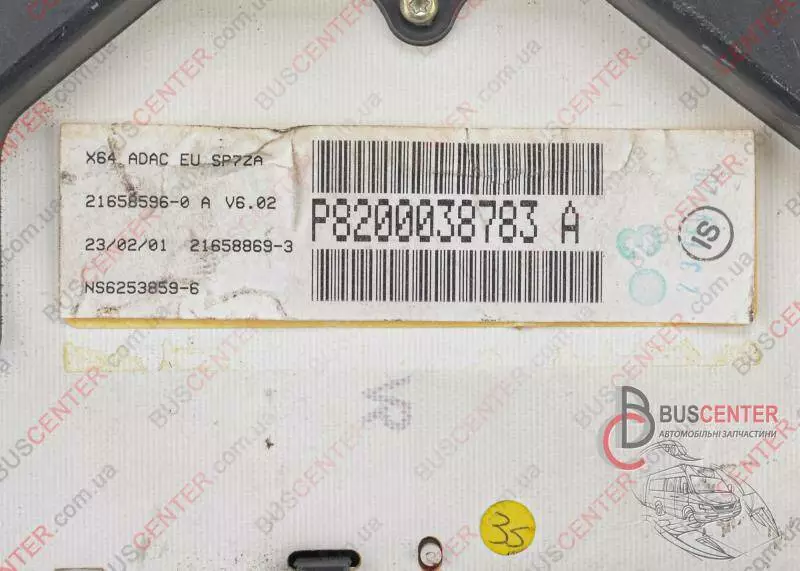 X64 ADAC EU SP7ZA
21658596-0 A V6.02
23/02/01 21658869-3
NS6253859-6
P8200038783 A
SI
35
BUSCENTER
АВТОМОБІЛЬНІ ЗАПЧАСТИНИ
BUSCENTER.com.ua